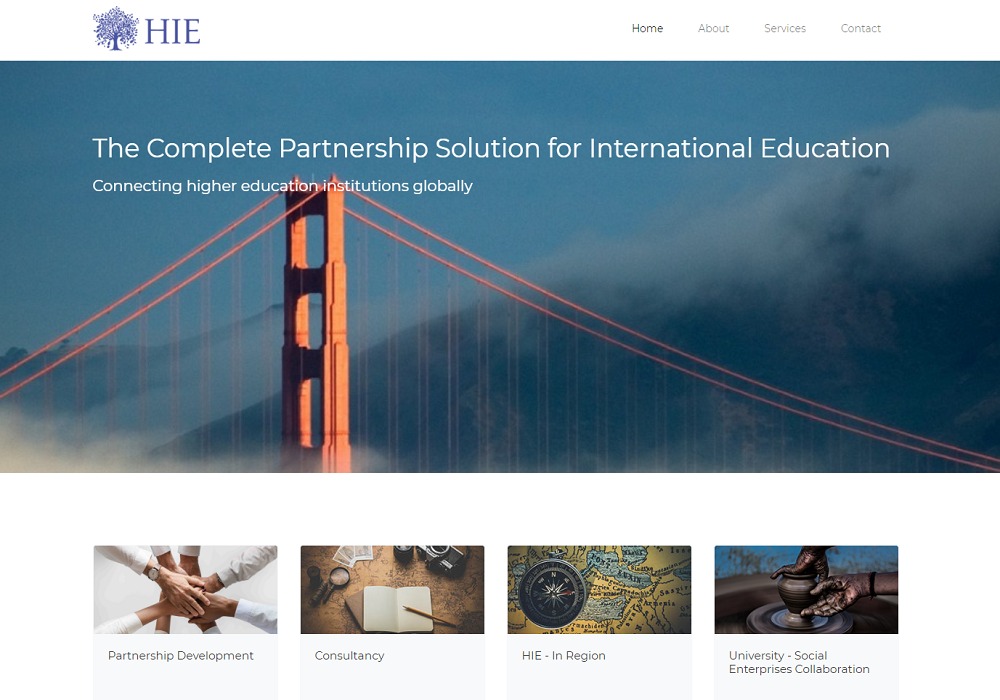 HIE
Home
About
Services
Contact
The Complete Partnership Solution for International Education
Connecting higher education institutions globally
Partnership Development
Consultancy
HIE - In Region
University - Social
Enterprises Collaboration